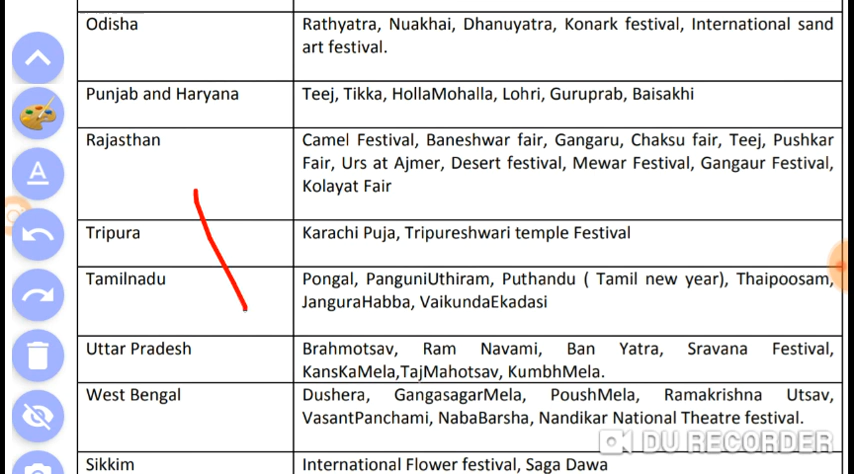 Odisha
Rathyatra, Nuakhai, Dhanuyatra, Konark festival, International sand
art festival.
Punjab and Haryana
Teej, Tikka, HollaMohalla, Lohri, Guruprab, Baisakhi
Rajasthan
Camel Festival, Baneshwar fair, Gangaru, Chaksu fair, Teej, Pushkar
Fair, Urs at Ajmer, Desert festival, Mewar Festival, Gangaur Festival,
Kolayat Fair
Tripura
Karachi Puja, Tripureshwari temple Festival
Tamilnadu
Pongal, PanguniUthiram, Puthandu ( Tamil new year), Thaipoosam,
JanguraHabba, VaikundaEkadasi
Uttar Pradesh
Brahmotsav, Ram Navami, Ban Yatra, Sravana Festival,
KansKaMela,TajMahotsav, KumbhMela.
West Bengal
Dushera, GangasagarMela, PoushMela, Ramakrishna Utsav,
VasantPanchami, NabaBarsha, Nandikar National Theatre festival.
DU RECORDER
Sikkim
International Flower festival, Saga Dawa
A